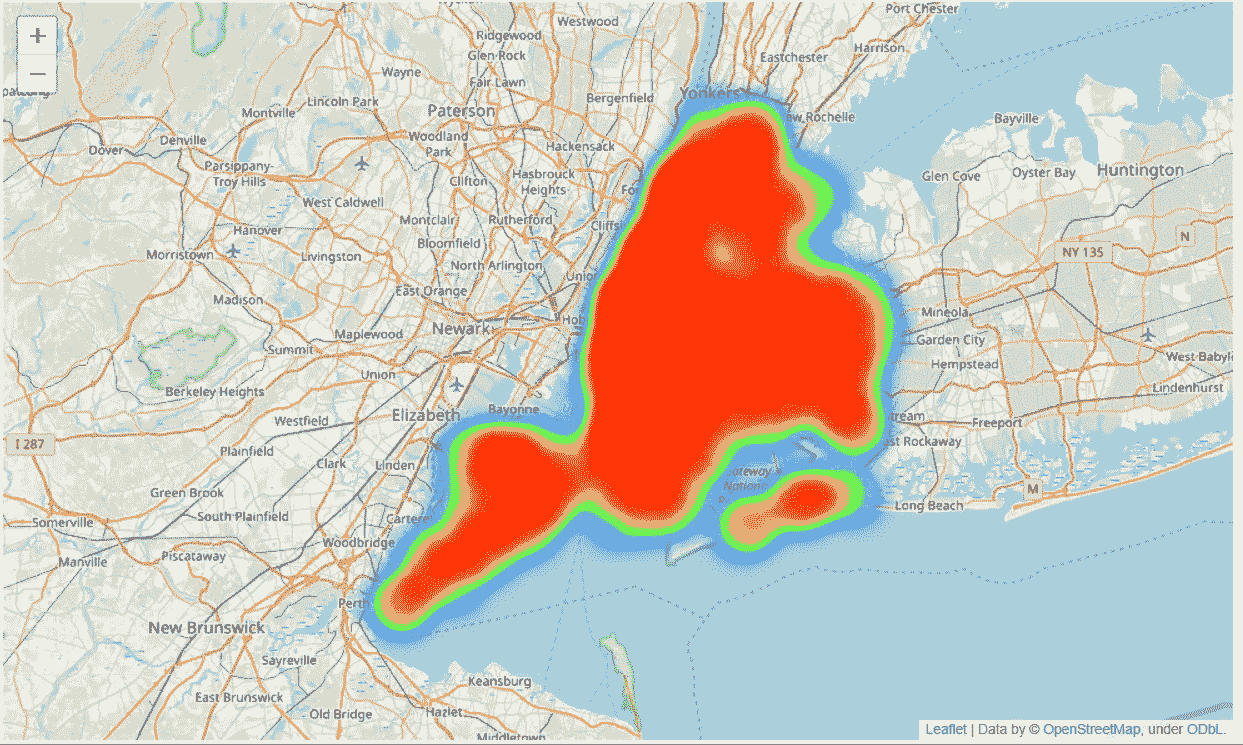 Port Chester
Westwood
Ridgewood
Glen Rock
Eastchester
Harrison
+
−
Wayne
Fair Lawn
Lincoln Park
Bergenfield
Yonkers
Montville
Paterson
Rochelle
Bayville
Denville
Dover
Woodland
Park
Hackensack
Parsippany-
Troy Hills
Clifton
Hasbrouck
Heights
Glen Cove
Oyster Bay
Huntington
West Caldwell
Montclair
Rutherford
Hanover
Bloomfield
N
Morristown
Livingston
North Arlington
NY 135
East Orange
Madison
Newark
Mineola
Maplewood
Garden City
Summit
West Babyl
Union
Hempstead
Berkeley Heights
Lindenhurst
Elizabeth
Bayonne
Westfield
Freeport
I 287
st Rockaway
Plainfield
Clark
Linden
ateway
Nation
Green Brook
M
South Plainfield
Carteret
Long Beach
Somerville
Woodbridge
Piscataway
Manville
Perth
New Brunswick
Sayreville
Keansburg
East Brunswick
Old Bridge
Hazlet
Middletown
Leaflet | Data by © OpenStreetMap, under ODbL.